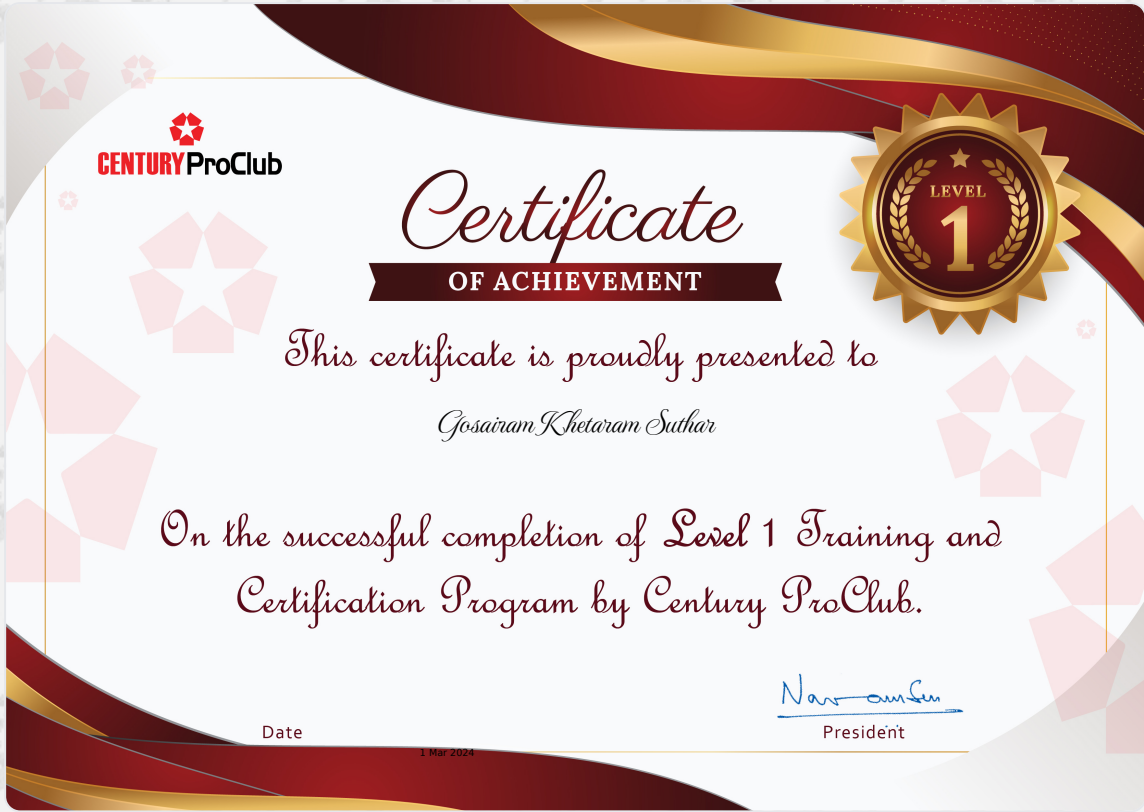 CENTURY ProClub
LEVEL
1
Certificate
OF ACHIEVEMENT
This certificate is proudly presented to
Gosairam Khetaram Suthar
On the successful completion of Level 1 Training and
Certification Program by Century ProClub.
Date
President
1 Mar 2024